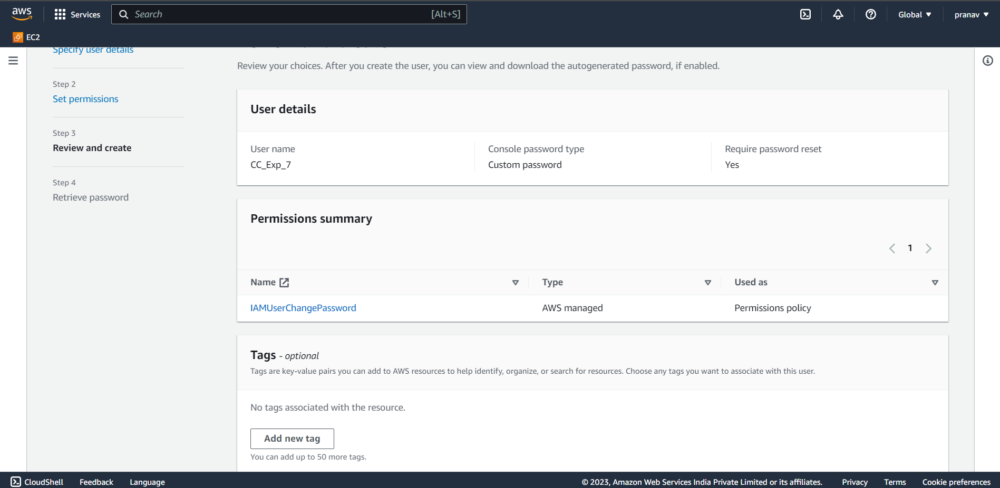 aws
Services
Search
[Alt+S]
Global
pranav
EC2
Specify user details
Step 2
Set permissions
Step 3
Review and create
Step 4
Retrieve password
Review your choices. After you create the user, you can view and download the autogenerated password, if enabled.
User details
User name
CC_Exp_7
Console password type
Custom password
Require password reset
Yes
Permissions summary
1
Name
Type
Used as
IAMUserChangePassword
AWS managed
Permissions policy
Tags - optional
Tags are key-value pairs you can add to AWS resources to help identify, organize, or search for resources. Choose any tags you want to associate with this user.
No tags associated with the resource.
Add new tag
You can add up to 50 more tags.
CloudShell
Feedback
Language
© 2023, Amazon Web Services India Private Limited or its affiliates.
Privacy
Terms
Cookie preferences